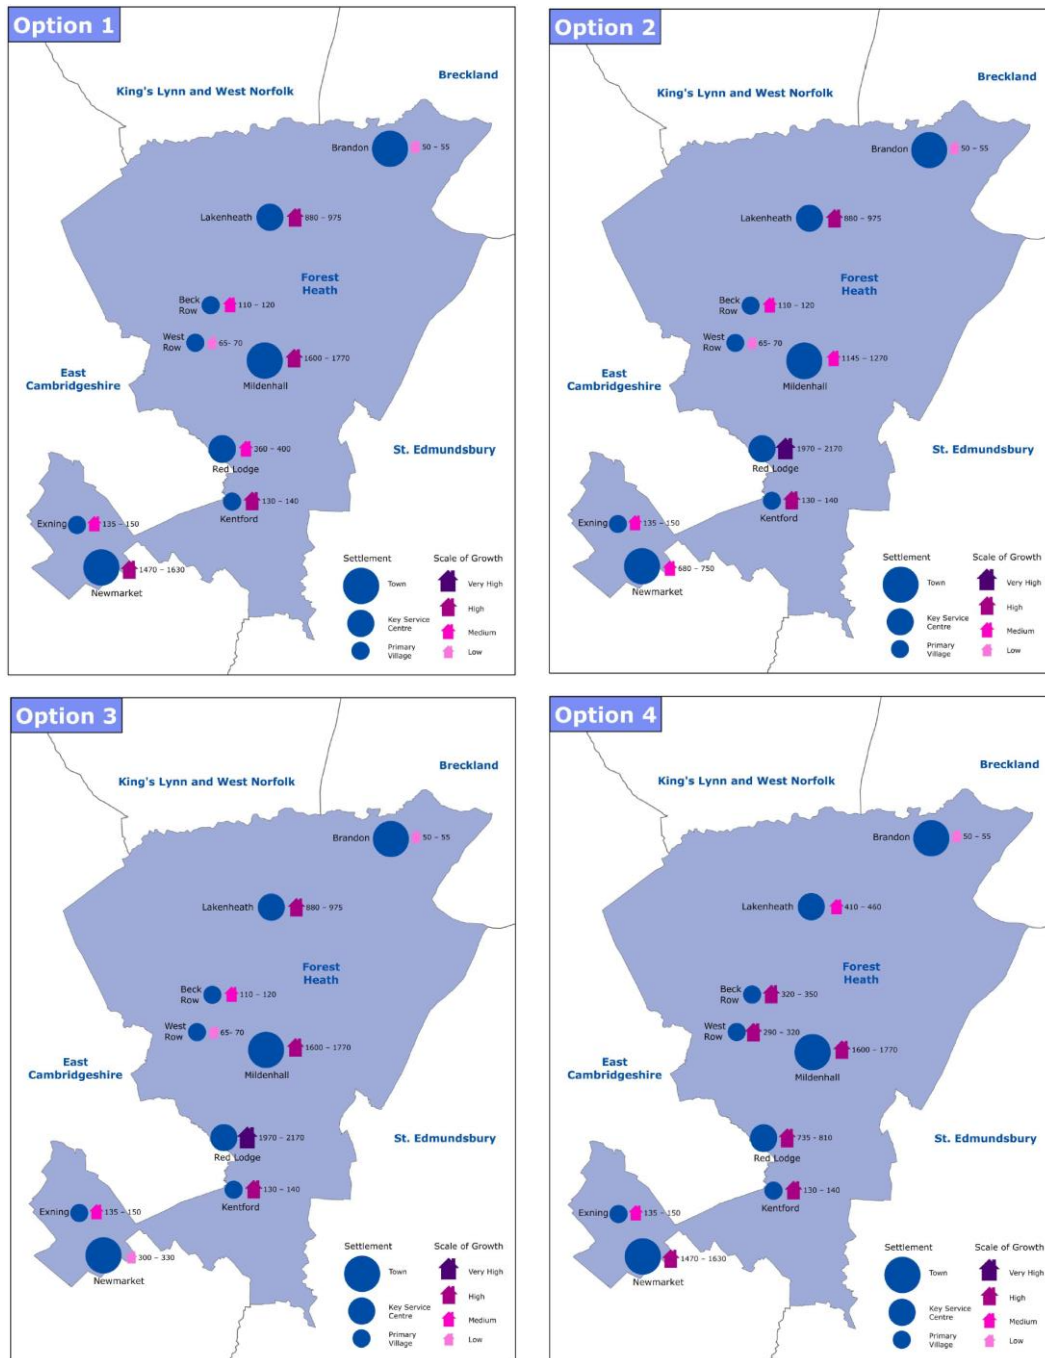 Option 1
Breckland
King's Lynn and West Norfolk
Brandon
50 – 55
Lakenheath
880 – 975
Forest
Heath
Beck
Row
110 – 120
West
Row
65- 70
1600 – 1770
Mildenhall
East
Cambridgeshire
360 – 400
Red Lodge
St. Edmundsbury
130 – 140
Kentford
Exning
135 – 150
1470 – 1630
Newmarket
Settlement
Scale of Growth
Town
Very High
High
Key Service
Centre
Medium
Primary
Village
Low
Option 2
Breckland
King's Lynn and West Norfolk
Brandon
50 – 55
Lakenheath
880 – 975
Forest
Heath
Beck
Row
110 – 120
West
Row
65- 70
1145 – 1270
Mildenhall
East
Cambridgeshire
1970 – 2170
Red Lodge
St. Edmundsbury
130 – 140
Kentford
Exning
135 – 150
680 – 750
Newmarket
Settlement
Scale of Growth
Town
Very High
High
Key Service
Centre
Medium
Primary
Village
Low
Option 3
Breckland
King's Lynn and West Norfolk
Brandon
50 – 55
Lakenheath
880 – 975
Forest
Heath
Beck
Row
110 – 120
West
Row
65- 70
1600 – 1770
Mildenhall
East
Cambridgeshire
1970 – 2170
Red Lodge
St. Edmundsbury
130 – 140
Kentford
Exning
135 – 150
300 – 330
Newmarket
Settlement
Scale of Growth
Town
Very High
High
Key Service
Centre
Medium
Primary
Village
Low
Option 4
Breckland
King's Lynn and West Norfolk
Brandon
50 – 55
Lakenheath
410 – 460
Forest
Heath
Beck
Row
320 – 350
West
Row
290 – 320
1600 – 1770
Mildenhall
East
Cambridgeshire
735 – 810
Red Lodge
St. Edmundsbury
130 – 140
Kentford
Exning
135 – 150
1470 – 1630
Newmarket
Settlement
Scale of Growth
Town
Very High
High
Key Service
Centre
Medium
Primary
Village
Low